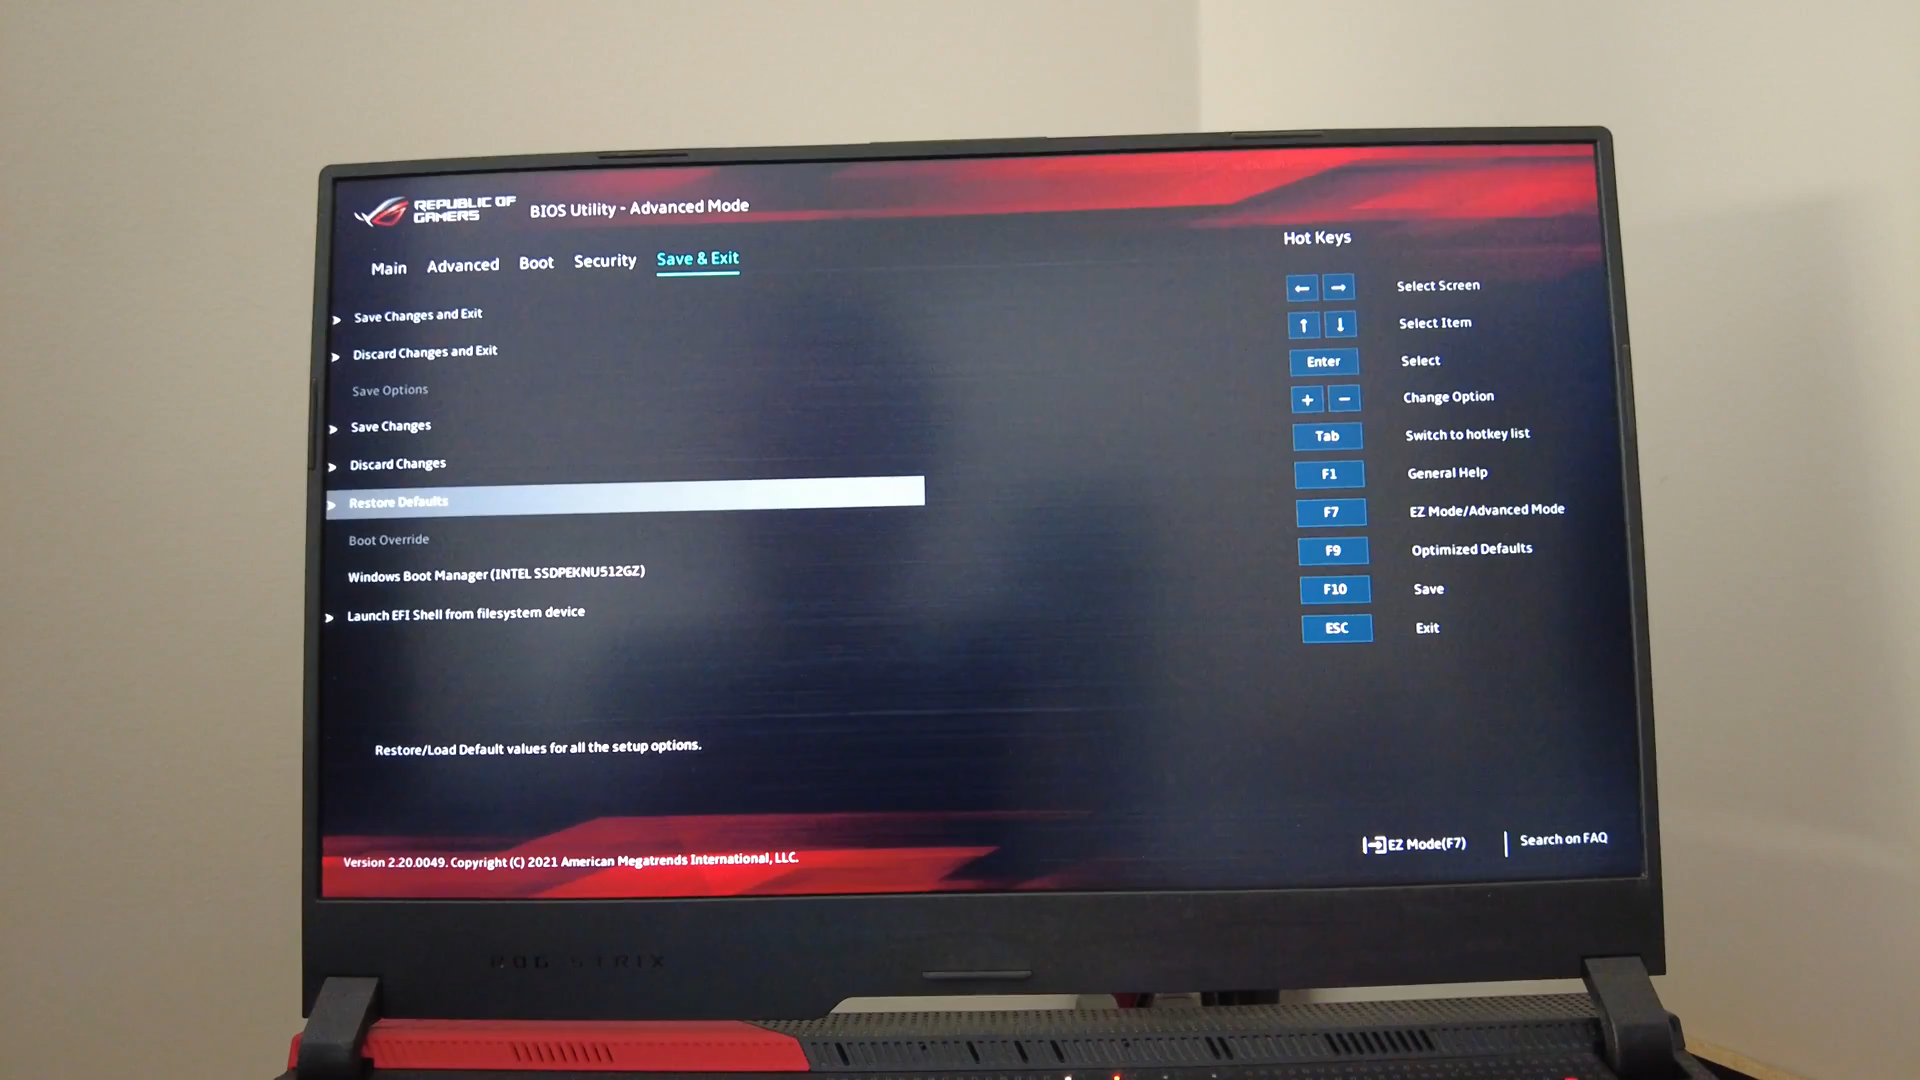 REPUBLIC OF
GAMERS
BIOS Utility - Advanced Mode
Main Advanced Boot Security Save & Exit
Save Changes and Exit
Discard Changes and Exit
Save Options
Save Changes
Discard Changes
Restore Defaults
Boot Override
Windows Boot Manager (INTEL SSDPEKNU512GZ)
Launch EFI Shell from filesystem device
Restore/Load Default values for all the setup options.
Hot Keys
← → Select Screen
↑ ↓ Select Item
Enter Select
+ − Change Option
Tab Switch to hotkey list
F1 General Help
F7 EZ Mode/Advanced Mode
F9 Optimized Defaults
F10 Save
ESC Exit
EZ Mode(F7) | Search on FAQ
Version 2.20.0049. Copyright (C) 2021 American Megatrends International, LLC.
ROG STRIX